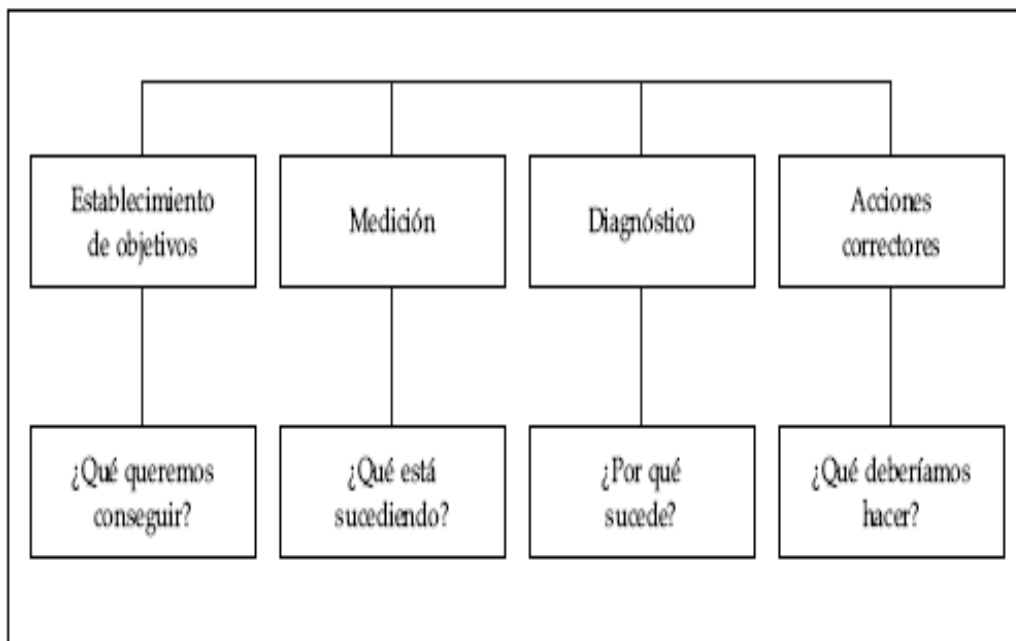 Establecimiento
de objetivos
Medición
Diagnóstico
Acciones
correctores
¿Qué queremos
conseguir?
¿Qué está
sucediendo?
¿Por qué
sucede?
¿Qué deberíamos
hacer?